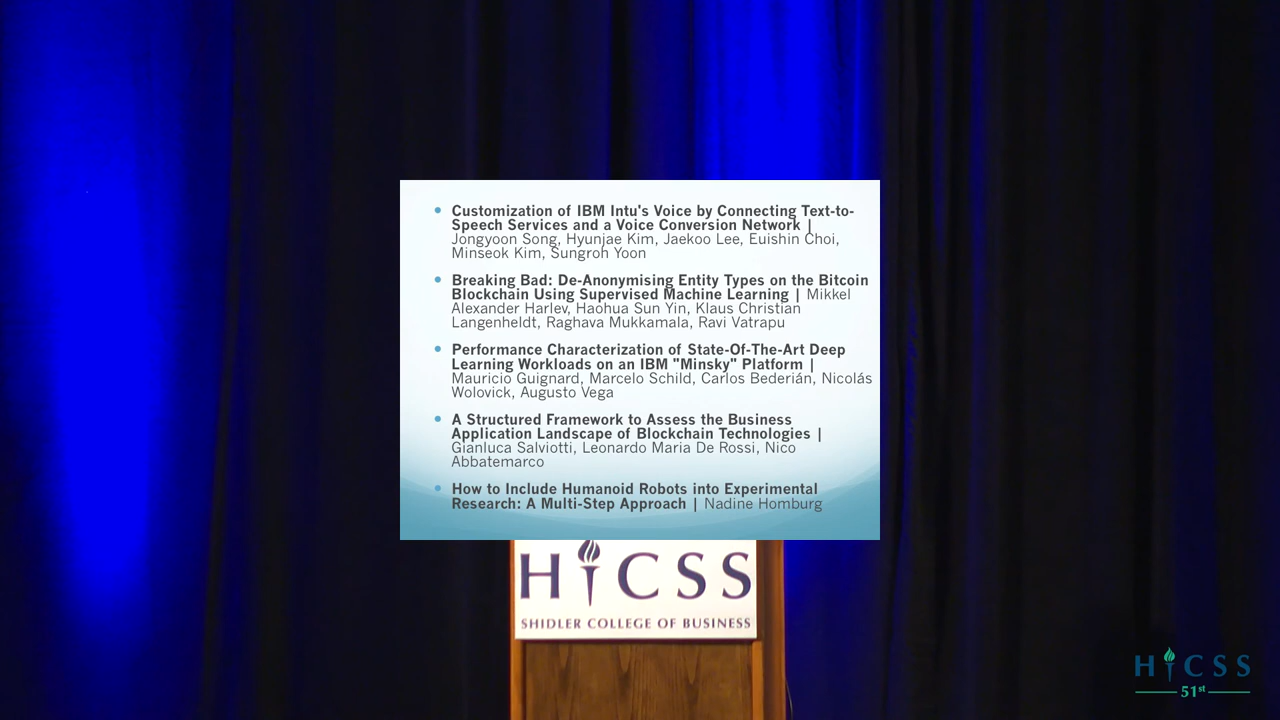 • Customization of IBM Intu's Voice by Connecting Text-to-
Speech Services and a Voice Conversion Network |
Jongyoon Song, Hyunjae Kim, Jaekoo Lee, Euishin Choi,
Minseok Kim, Sungroh Yoon
• Breaking Bad: De-Anonymising Entity Types on the Bitcoin
Blockchain Using Supervised Machine Learning | Mikkel
Alexander Harlev, Haohua Sun Yin, Klaus Christian
Langenheldt, Raghava Mukkamala, Ravi Vatrapu
• Performance Characterization of State-Of-The-Art Deep
Learning Workloads on an IBM "Minsky" Platform |
Mauricio Guignard, Marcelo Schild, Carlos Bederián, Nicolás
Wolovick, Augusto Vega
• A Structured Framework to Assess the Business
Application Landscape of Blockchain Technologies |
Gianluca Salviotti, Leonardo Maria De Rossi, Nico
Abbatemarco
• How to Include Humanoid Robots into Experimental
Research: A Multi-Step Approach | Nadine Homburg
HICSS
SHIDLER COLLEGE OF BUSINESS
HICSS
51st